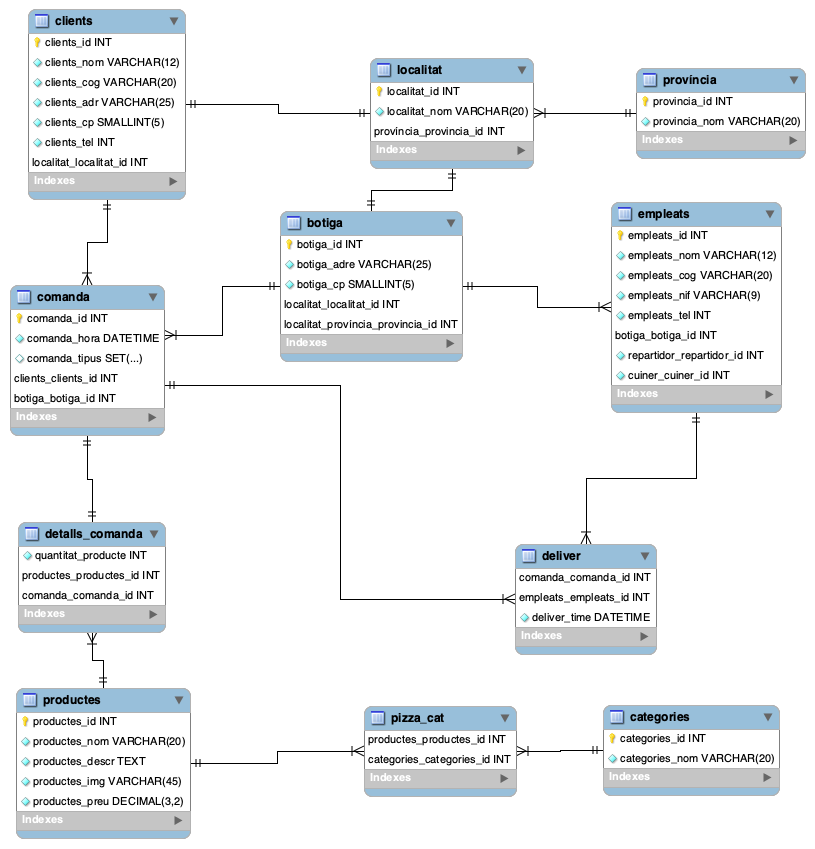 clients
clients_id INT
clients_nom VARCHAR(12)
clients_cog VARCHAR(20)
clients_adr VARCHAR(25)
clients_cp SMALLINT(5)
clients_tel INT
localitat_localitat_id INT
Indexes
localitat
localitat_id INT
localitat_nom VARCHAR(20)
provincia_provincia_id INT
Indexes
província
provincia_id INT
provincia_nom VARCHAR(20)
Indexes
botiga
botiga_id INT
botiga_adre VARCHAR(25)
botiga_cp SMALLINT(5)
localitat_localitat_id INT
localitat_província_provincia_id INT
Indexes
empleats
empleats_id INT
empleats_nom VARCHAR(12)
empleats_cog VARCHAR(20)
empleats_nif VARCHAR(9)
empleats_tel INT
botiga_botiga_id INT
repartidor_repartidor_id INT
cuiner_cuiner_id INT
Indexes
comanda
comanda_id INT
comanda_hora DATETIME
comanda_tipus SET(...)
clients_clients_id INT
botiga_botiga_id INT
Indexes
detalls_comanda
quantitat_producte INT
productes_productes_id INT
comanda_comanda_id INT
Indexes
deliver
comanda_comanda_id INT
empleats_empleats_id INT
deliver_time DATETIME
Indexes
productes
productes_id INT
productes_nom VARCHAR(20)
productes_descr TEXT
productes_img VARCHAR(45)
productes_preu DECIMAL(3,2)
Indexes
pizza_cat
productes_productes_id INT
categories_categories_id INT
Indexes
categories
categories_id INT
categories_nom VARCHAR(20)
Indexes